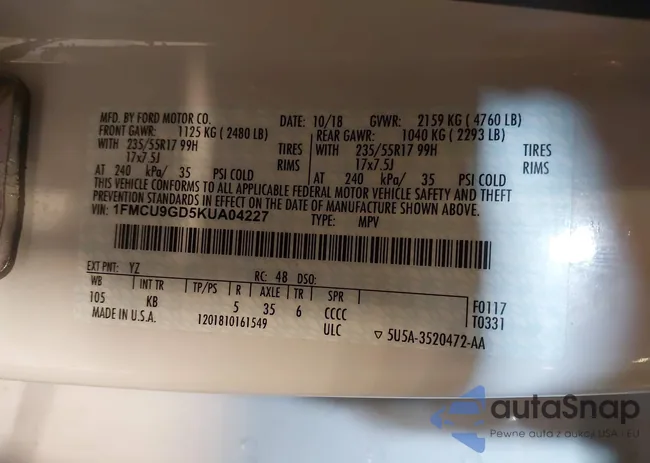 MFD. BY FORD MOTOR CO. DATE: 10/18 GVWR: 2159 KG (4760 LB)
FRONT GAWR: 1125 KG (2480 LB) REAR GAWR: 1040 KG (2293 LB)
WITH 235/55R17 99H TIRES WITH 235/55R17 99H TIRES
17x7.5J RIMS 17x7.5J RIMS
AT 240 kPa/ 35 PSI COLD AT 240 kPa/ 35 PSI COLD
THIS VEHICLE CONFORMS TO ALL APPLICABLE FEDERAL MOTOR VEHICLE SAFETY AND THEFT
PREVENTION STANDARDS IN EFFECT ON THE DATE OF MANUFACTURE SHOWN ABOVE.
VIN: 1FMCU9GD5KUA04227 TYPE: MPV
EXT PNT: YZ RC: 48 DSO:
WB INT TR TP/PS R AXLE TR SPR
105 KB 5 35 6 CCCC F0117
MADE IN U.S.A. 1201810161549 ULC T0331
▽ 5U5A-3520472-AA
autaSnap
Pewne auta z aukcji USA - EU